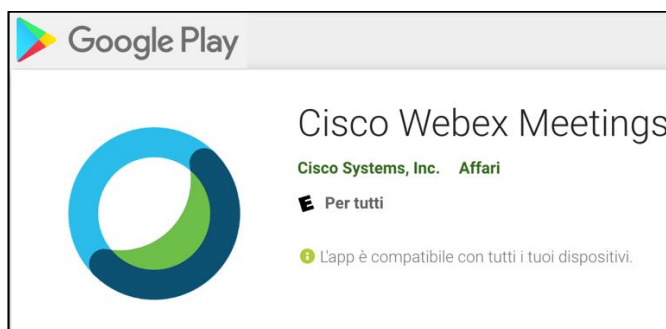 Google Play
Cisco Webex Meetings
Cisco Systems, Inc. Affari
E Per tutti
L'app è compatibile con tutti i tuoi dispositivi.